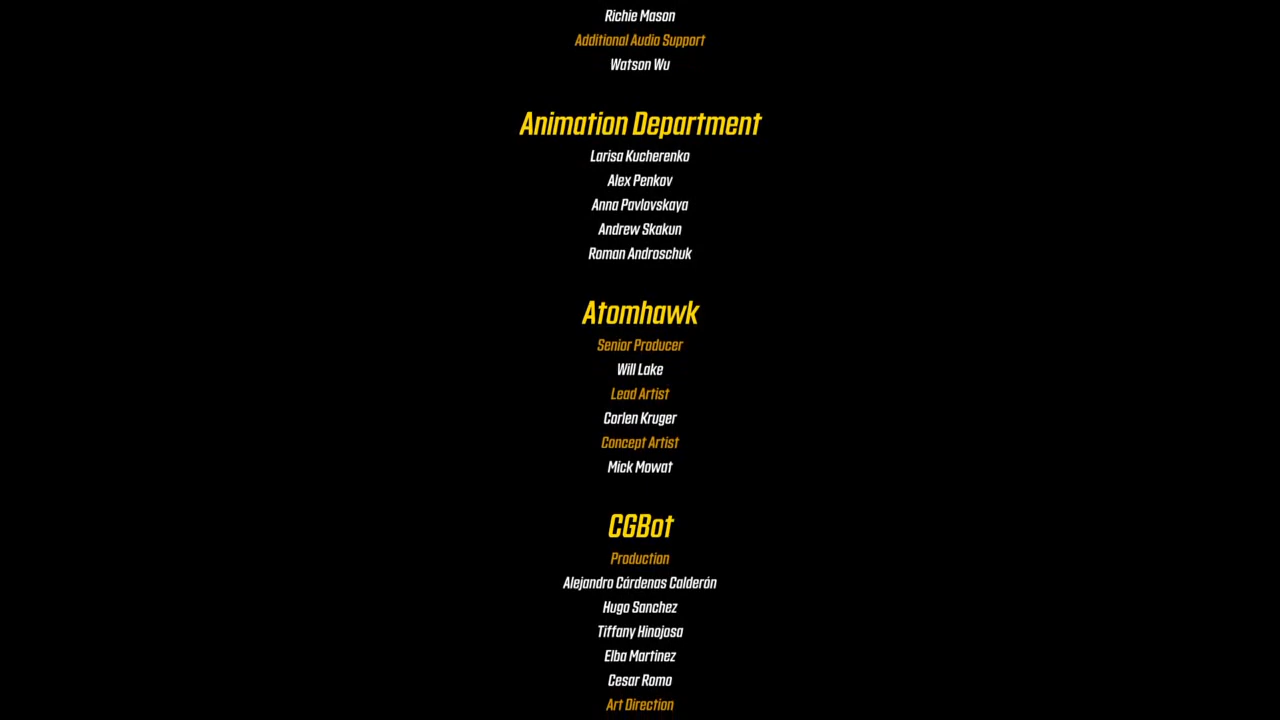 Richie Mason
Additional Audio Support
Watson Wu
Animation Department
Larisa Kucherenko
Alex Penkov
Anna Pavlovskaya
Andrew Skakun
Roman Androschuk
Atomhawk
Senior Producer
Will Lake
Lead Artist
Corlen Kruger
Concept Artist
Mick Mowat
CGBot
Production
Alejandro Cárdenas Calderón
Hugo Sanchez
Tiffany Hinojosa
Elba Martinez
Cesar Romo
Art Direction